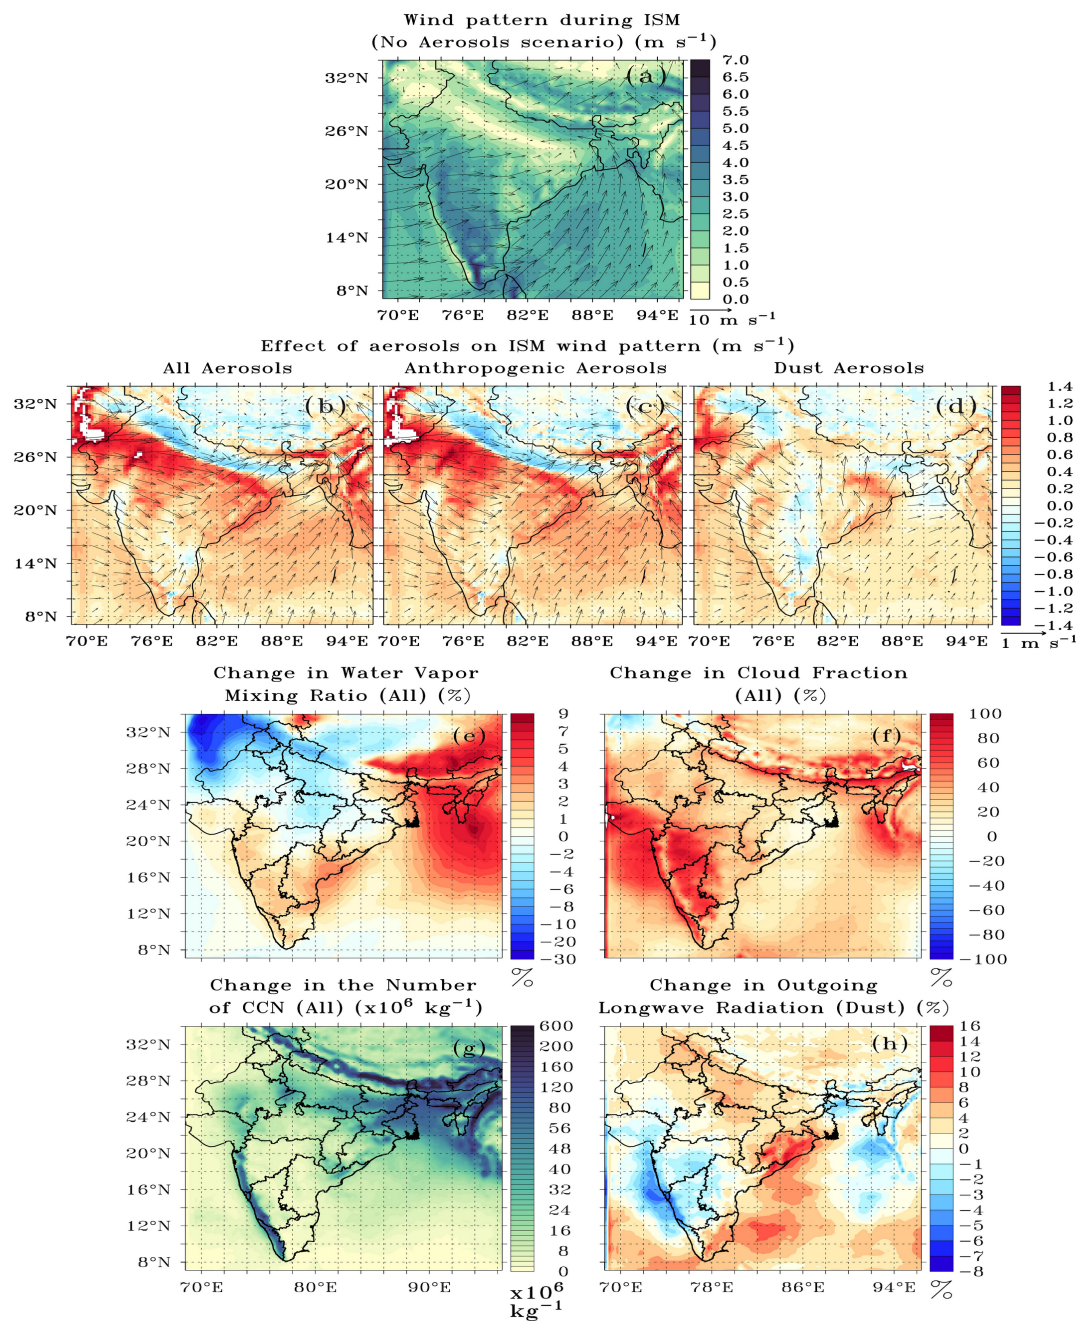 Wind pattern during ISM
(No Aerosols scenario) (m s⁻¹)
(a)
32°N
26°N
20°N
14°N
8°N
70°E 76°E 82°E 88°E 94°E
7.0
6.5
6.0
5.5
5.0
4.5
4.0
3.5
3.0
2.5
2.0
1.5
1.0
0.5
0.0
10 m s⁻¹
Effect of aerosols on ISM wind pattern (m s⁻¹)
All Aerosols Anthropogenic Aerosols Dust Aerosols
(b) (c) (d)
32°N
26°N
20°N
14°N
8°N
70°E 76°E 82°E 88°E 94°E 70°E 76°E 82°E 88°E 94°E 70°E 76°E 82°E 88°E 94°E
1.4
1.2
1.0
0.8
0.6
0.4
0.2
0.0
−0.2
−0.4
−0.6
−0.8
−1.0
−1.2
−1.4
1 m s⁻¹
Change in Water Vapor
Mixing Ratio (All) (%)
(e)
32°N
28°N
24°N
20°N
16°N
12°N
8°N
9
8
7
5
4
3
2
1
0
−2
−4
−6
−8
−10
−20
−30
%
Change in Cloud Fraction
(All) (%)
(f)
100
80
60
40
20
0
−20
−40
−60
−80
−100
%
Change in the Number
of CCN (All) (x10⁶ kg⁻¹)
(g)
32°N
28°N
24°N
20°N
16°N
12°N
8°N
70°E 80°E 90°E
600
200
160
120
80
56
48
40
32
24
16
8
0
x10⁶
kg⁻¹
Change in Outgoing
Longwave Radiation (Dust) (%)
(h)
70°E 78°E 86°E 94°E
16
14
12
10
8
6
4
2
0
−1
−2
−3
−4
−5
−6
−7
−8
%